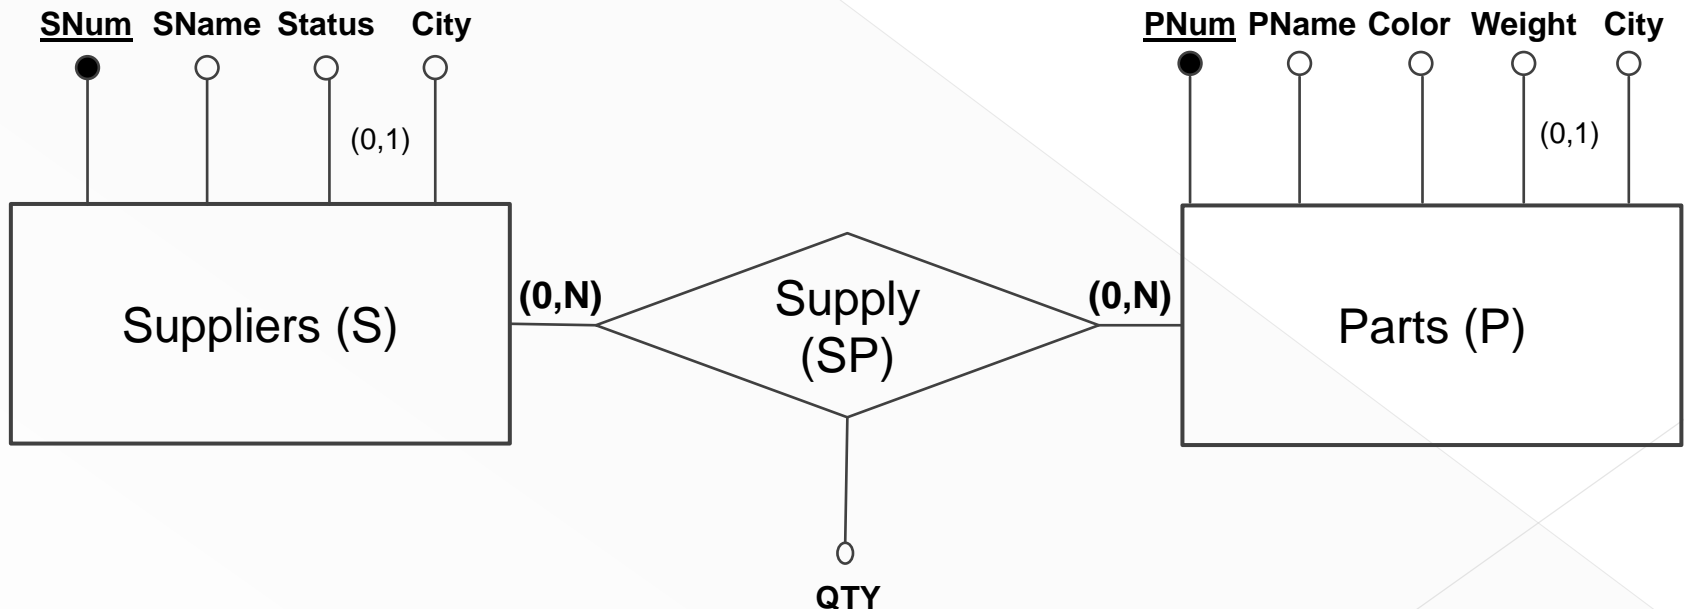 SNum SName Status City
PNum PName Color Weight City
(0,1)
(0,1)
Suppliers (S)
(0,N)
Supply
(SP)
(0,N)
Parts (P)
QTY